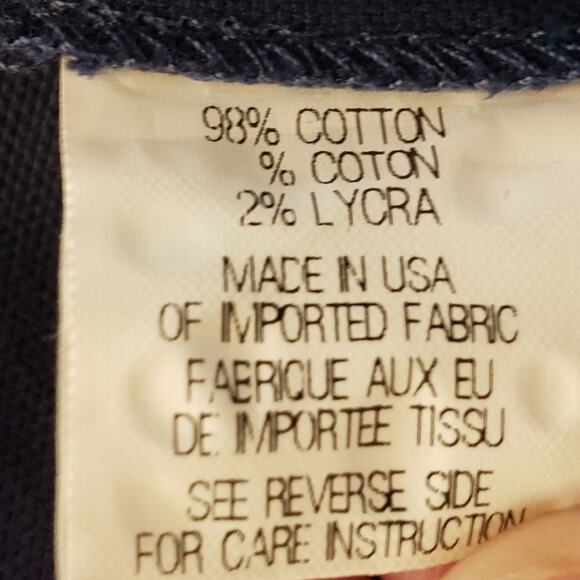 98% COTTON
% COTON
2% LYCRA
MADE IN USA
OF IMPORTED FABRIC
FABRIQUE AUX EU
DE IMPORTEE TISSU
SEE REVERSE SIDE
FOR CARE INSTRUCTION